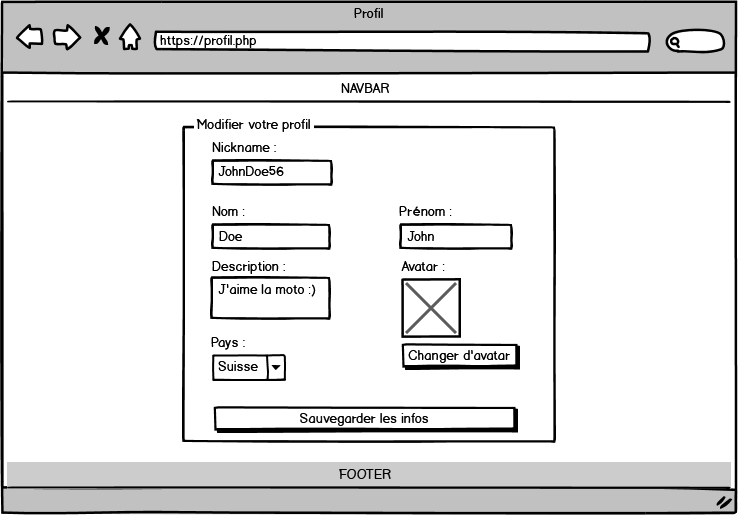 Profil
https://profil.php
NAVBAR
Modifier votre profil
Nickname :
JohnDoe56
Nom :
Prénom :
Doe
John
Description :
Avatar :
J'aime la moto :)
Pays :
Changer d'avatar
Suisse
Sauvegarder les infos
FOOTER